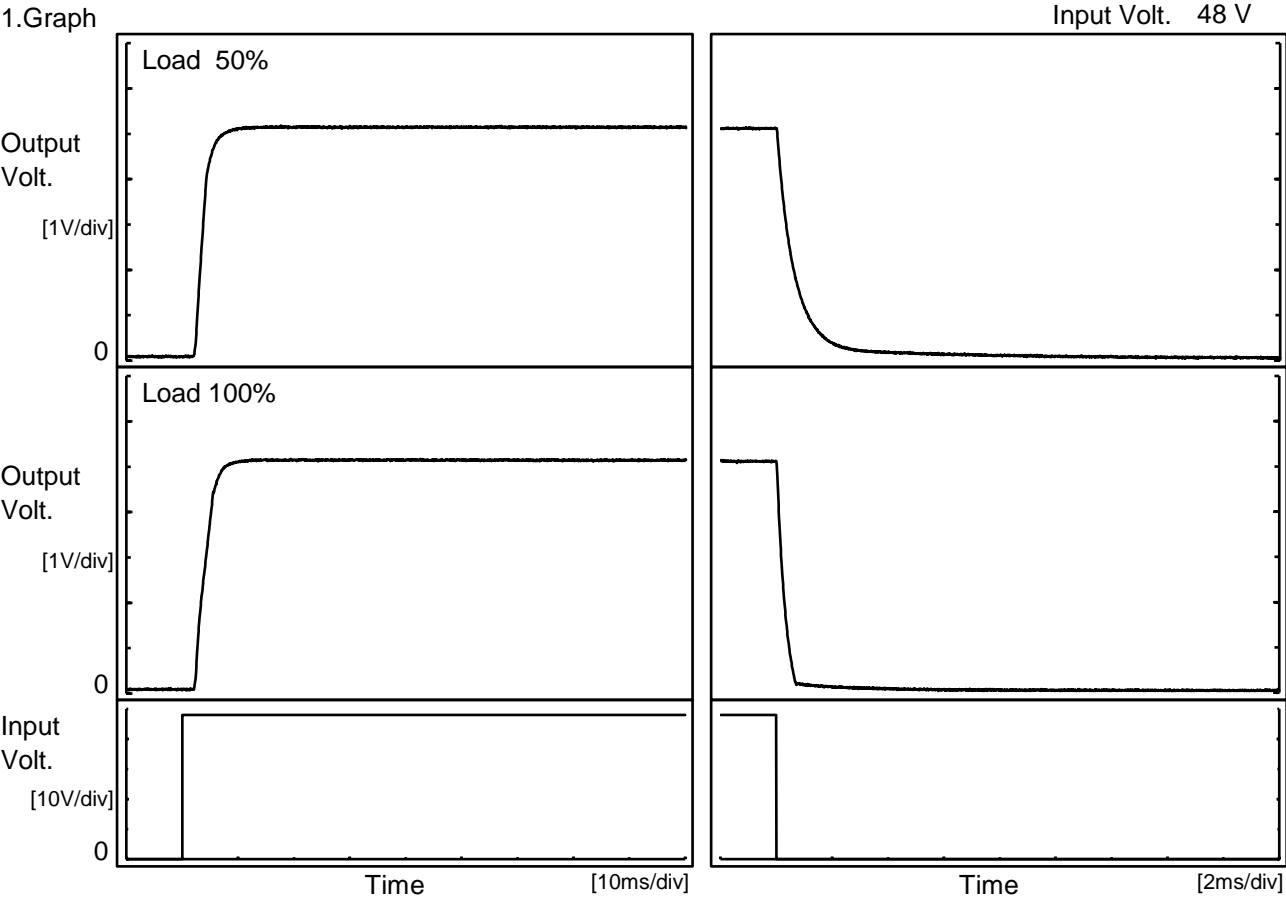 1.Graph
Input Volt. 48 V
Load 50%
Output
Volt.
[1V/div]
0
Load 100%
Output
Volt.
[1V/div]
0
Input
Volt.
[10V/div]
0
Time
[10ms/div]
Time
[2ms/div]